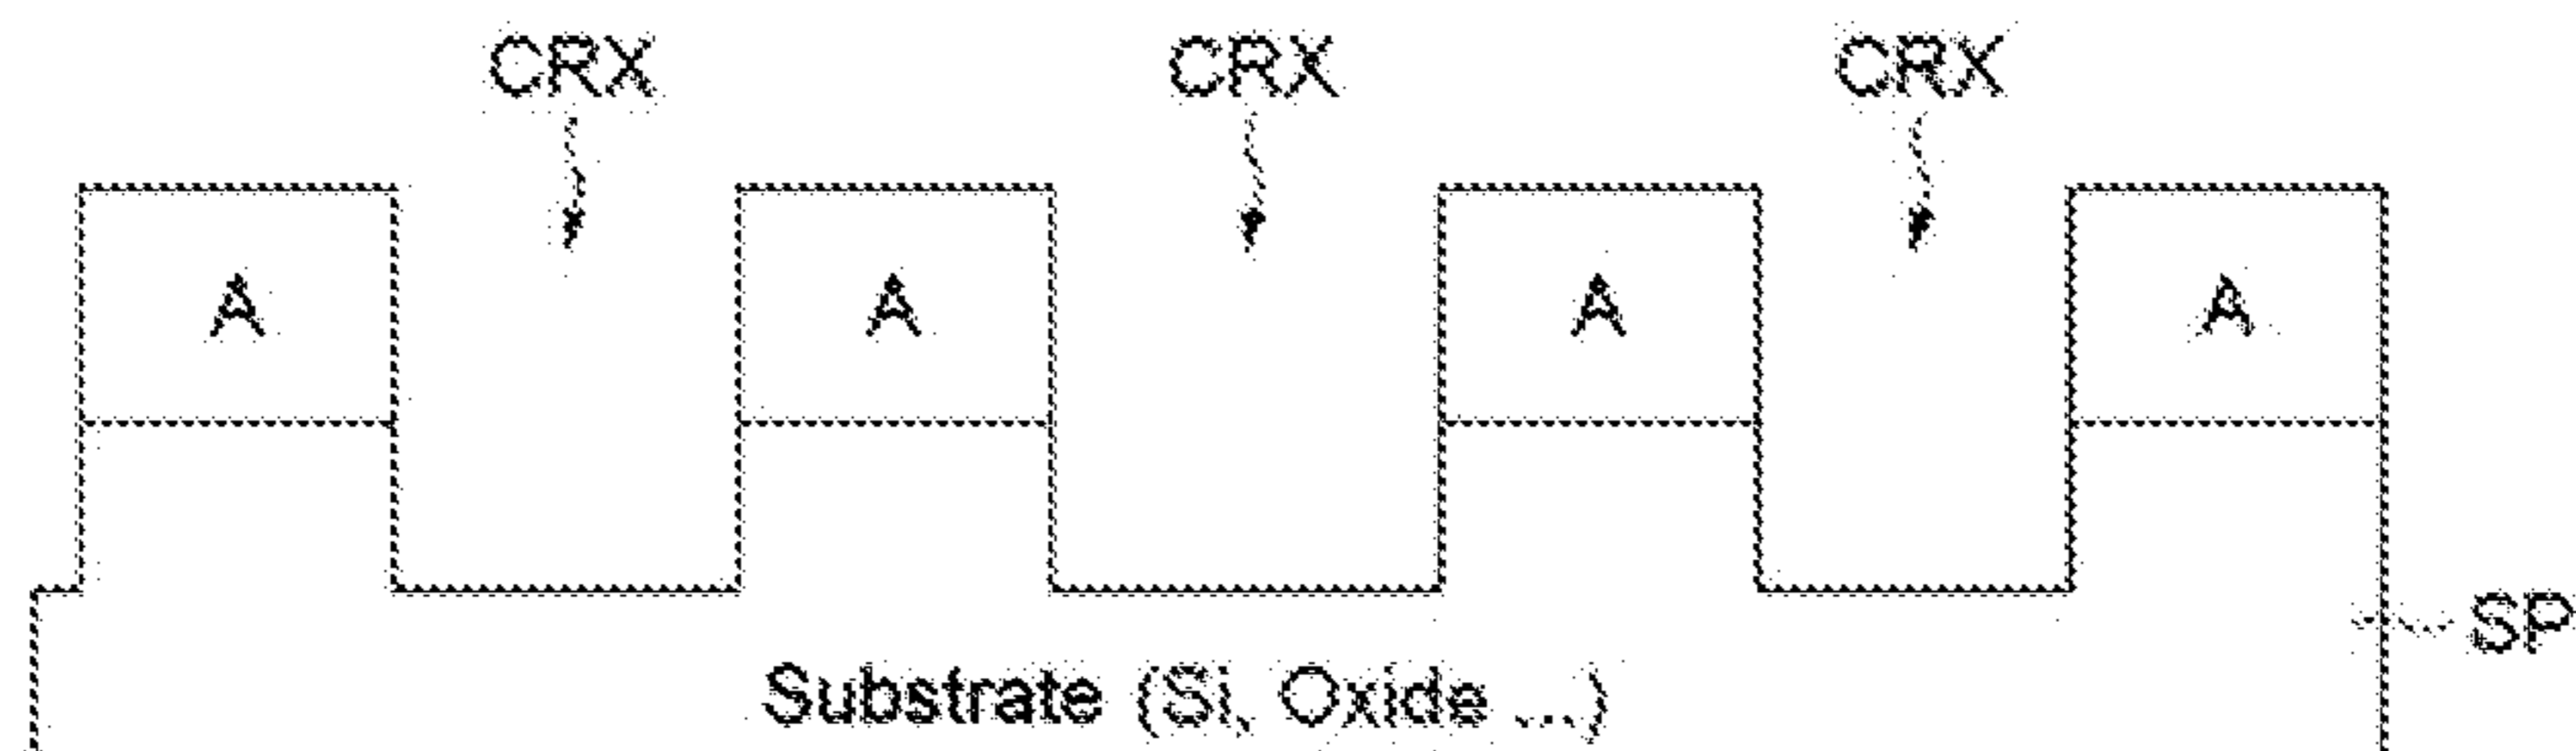 CRX CRX CRX
A A A A
SP
Substrate (Si, Oxide ...)